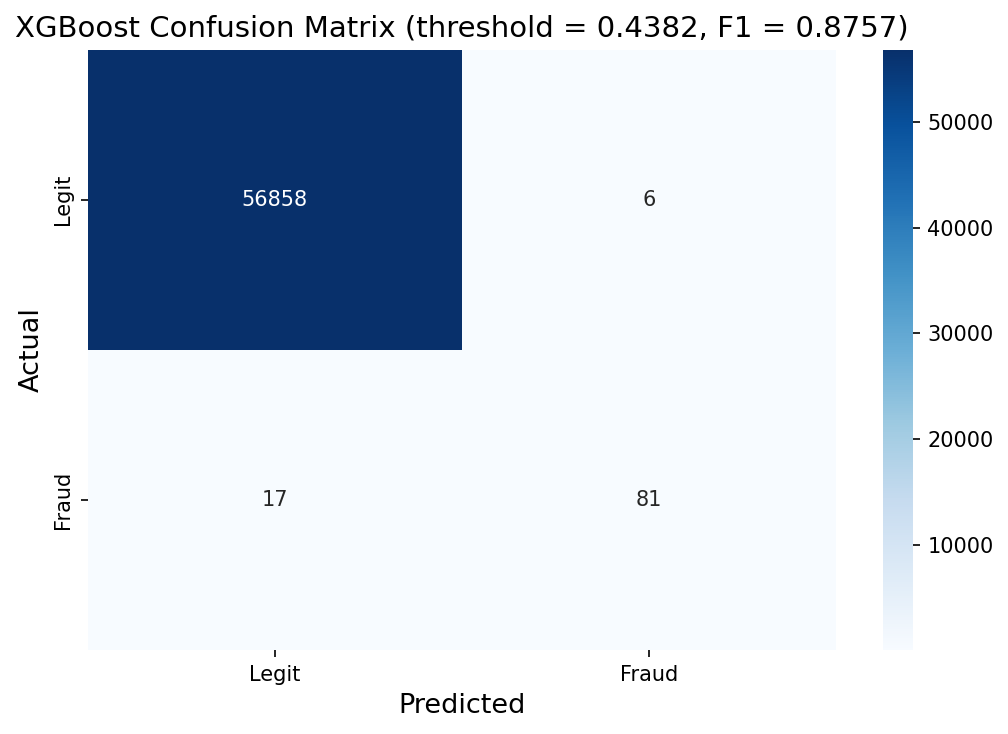 XGBoost Confusion Matrix (threshold = 0.4382, F1 = 0.8757)
Actual
Legit
Fraud
56858
6
17
81
Legit
Fraud
Predicted
50000
40000
30000
20000
10000